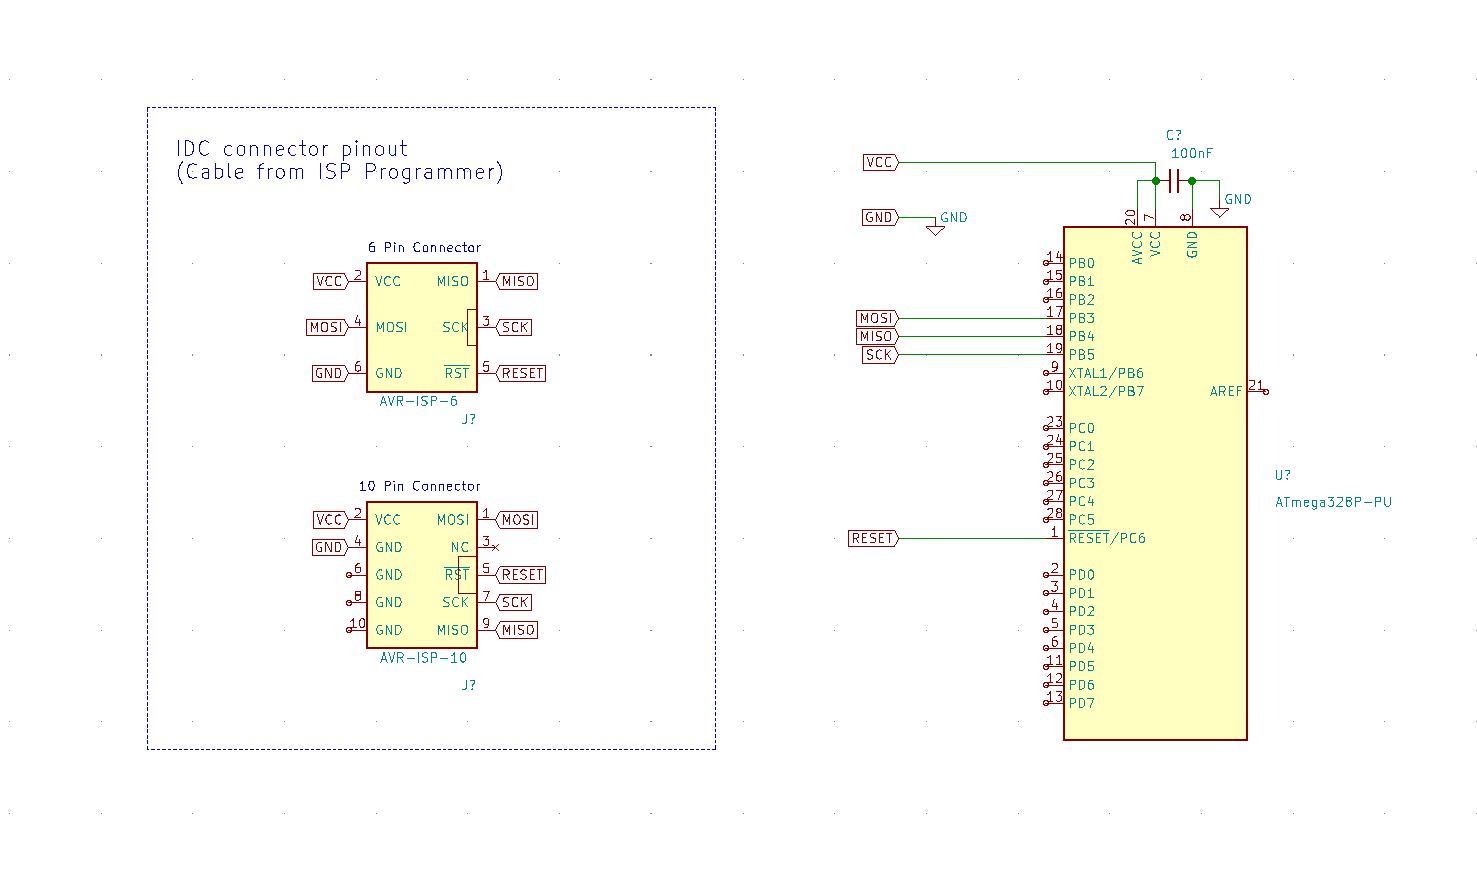 IDC connector pinout
(Cable from ISP Programmer)
6 Pin Connector
VCC 2 VCC MISO 1 MISO
MOSI 4 MOSI SCK 3 SCK
GND 6 GND RST 5 RESET
AVR-ISP-6
J?
10 Pin Connector
VCC 2 VCC MOSI 1 MOSI
GND 4 GND NC 3
6 GND RST 5 RESET
8 GND SCK 7 SCK
10 GND MISO 9 MISO
AVR-ISP-10
J?
C?
100nF
VCC
GND GND
GND
20 7 8
AVCC VCC GND
14 PB0
15 PB1
16 PB2
MOSI 17 PB3
MISO 18 PB4
SCK 19 PB5
9 XTAL1/PB6
10 XTAL2/PB7
AREF 21
23 PC0
24 PC1
25 PC2
26 PC3
27 PC4
28 PC5
RESET 1 RESET/PC6
U?
ATmega328P-PU
2 PD0
3 PD1
4 PD2
5 PD3
6 PD4
11 PD5
12 PD6
13 PD7